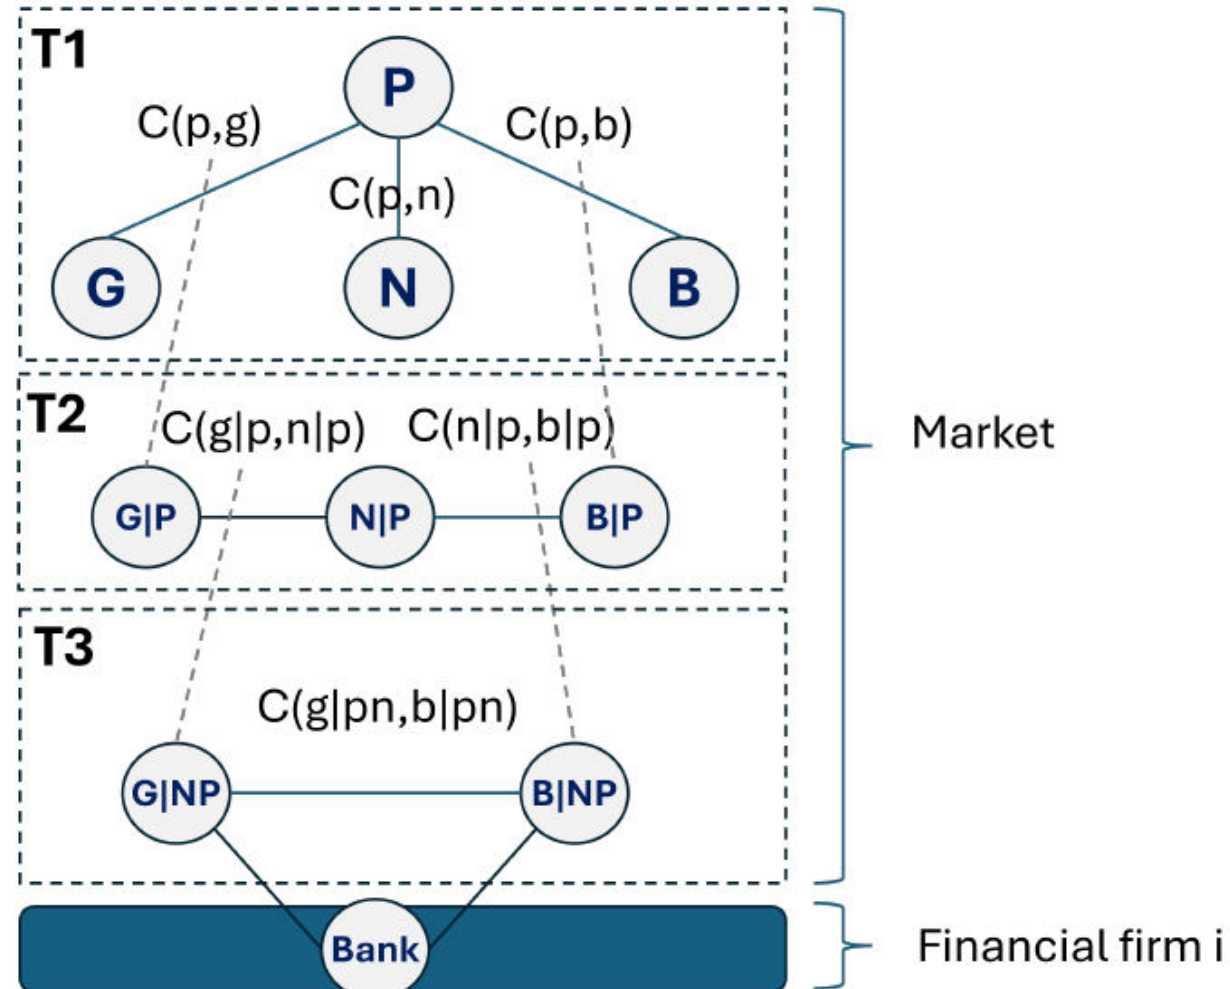 T1
P
C(p,g)
C(p,b)
C(p,n)
G
N
B
T2
C(g|p,n|p)
C(n|p,b|p)
Market
G|P
N|P
B|P
T3
C(g|pn,b|pn)
G|NP
B|NP
Bank
Financial firm i